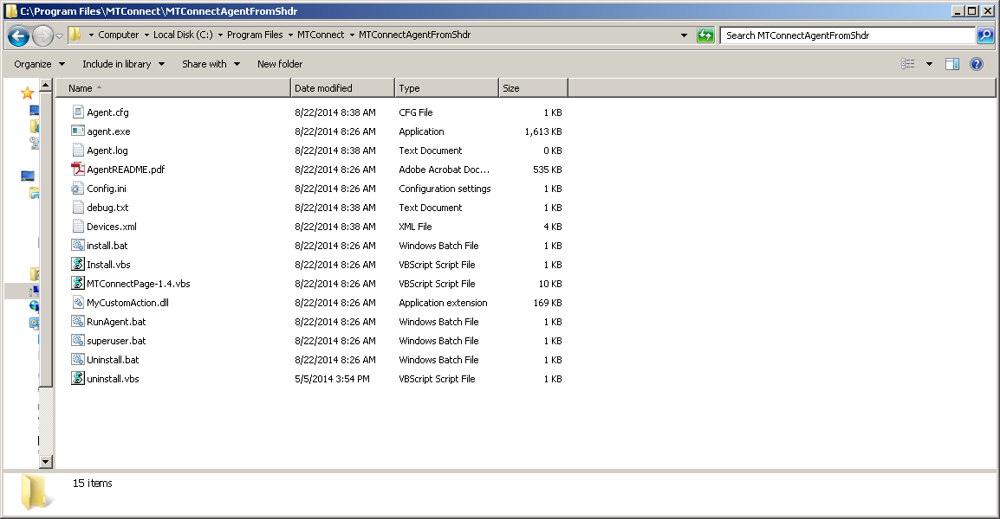 C:\Program Files\MTConnect\MTConnectAgentFromShdr
Computer Local Disk (C:) Program Files MTConnect MTConnectAgentFromShdr Search MTConnectAgentFromShdr
Organize Include in library Share with New folder
Name Date modified Type Size
Agent.cfg 8/22/2014 8:38 AM CFG File 1 KB
agent.exe 8/22/2014 8:26 AM Application 1,613 KB
Agent.log 8/22/2014 8:38 AM Text Document 0 KB
AgentREADME.pdf 8/22/2014 8:26 AM Adobe Acrobat Doc... 535 KB
Config.ini 8/22/2014 8:26 AM Configuration settings 1 KB
debug.txt 8/22/2014 8:38 AM Text Document 1 KB
Devices.xml 8/22/2014 8:38 AM XML File 4 KB
install.bat 8/22/2014 8:26 AM Windows Batch File 1 KB
Install.vbs 8/22/2014 8:26 AM VBScript Script File 1 KB
MTConnectPage-1.4.vbs 8/22/2014 8:26 AM VBScript Script File 10 KB
MyCustomAction.dll 8/22/2014 8:26 AM Application extension 169 KB
RunAgent.bat 8/22/2014 8:26 AM Windows Batch File 1 KB
superuser.bat 8/22/2014 8:26 AM Windows Batch File 1 KB
Uninstall.bat 8/22/2014 8:26 AM Windows Batch File 1 KB
uninstall.vbs 5/5/2014 3:54 PM VBScript Script File 1 KB
15 items